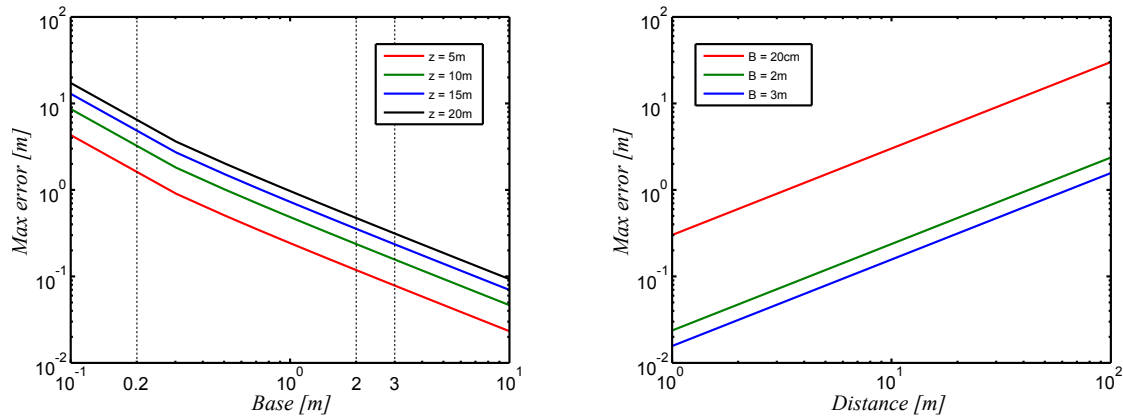 10^2
10^1
10^0
10^-1
10^-2
Max error [m]
z = 5m
z = 10m
z = 15m
z = 20m
10^-1 0.2 10^0 2 3 10^1
Base [m]
10^2
10^1
10^0
10^-1
10^-2
Max error [m]
B = 20cm
B = 2m
B = 3m
10^0 10^1 10^2
Distance [m]